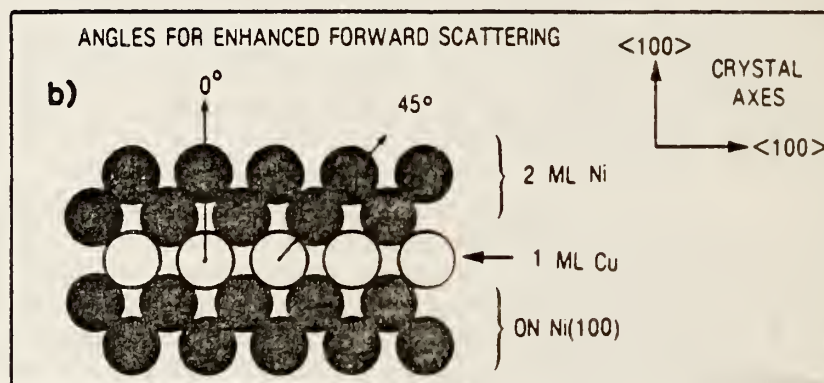 ANGLES FOR ENHANCED FORWARD SCATTERING
<100>
CRYSTAL
AXES
<100>
b)
0°
45°
2 ML Ni
1 ML Cu
ON Ni(100)